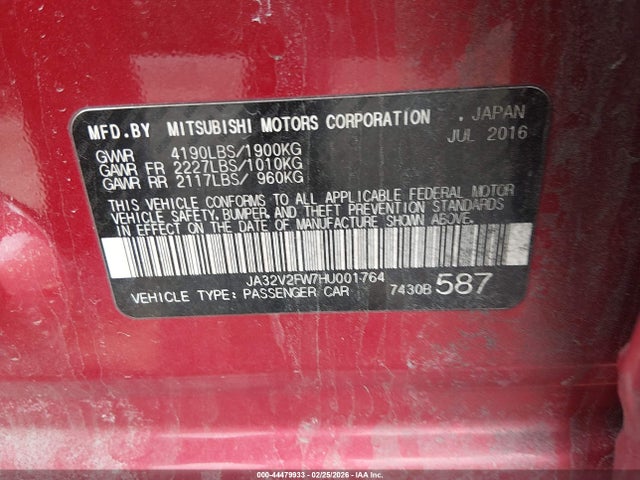 MFD.BY MITSUBISHI MOTORS CORPORATION . JAPAN
JUL 2016
GVWR 4190LBS/1900KG
GAWR FR 2227LBS/1010KG
GAWR RR 2117LBS/ 960KG
THIS VEHICLE CONFORMS TO ALL APPLICABLE FEDERAL MOTOR
VEHICLE SAFETY, BUMPER, AND THEFT PREVENTION STANDARDS
IN EFFECT ON THE DATE OF MANUFACTURE SHOWN ABOVE.
JA32V2FW7HU001764
VEHICLE TYPE: PASSENGER CAR 7430B 587
000-44479933 - 02/25/2026 - © IAA Holdings, LLC